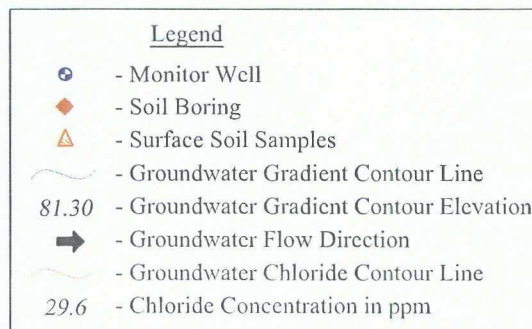 Legend
- Monitor Well
- Soil Boring
- Surface Soil Samples
- Groundwater Gradient Contour Line
81.30 - Groundwater Gradient Contour Elevation
- Groundwater Flow Direction
- Groundwater Chloride Contour Line
29.6 - Chloride Concentration in ppm